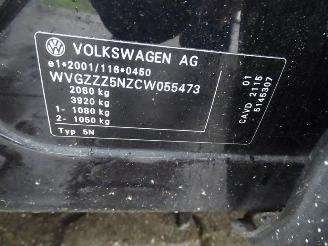 VOLKSWAGEN AG
e1*2001/116*0450
WVGZZZ5NZCW055473
2080 kg
3920 kg
1- 1080 kg
2- 1050 kg
Typ 5N
CAVD 2115 01
5145307